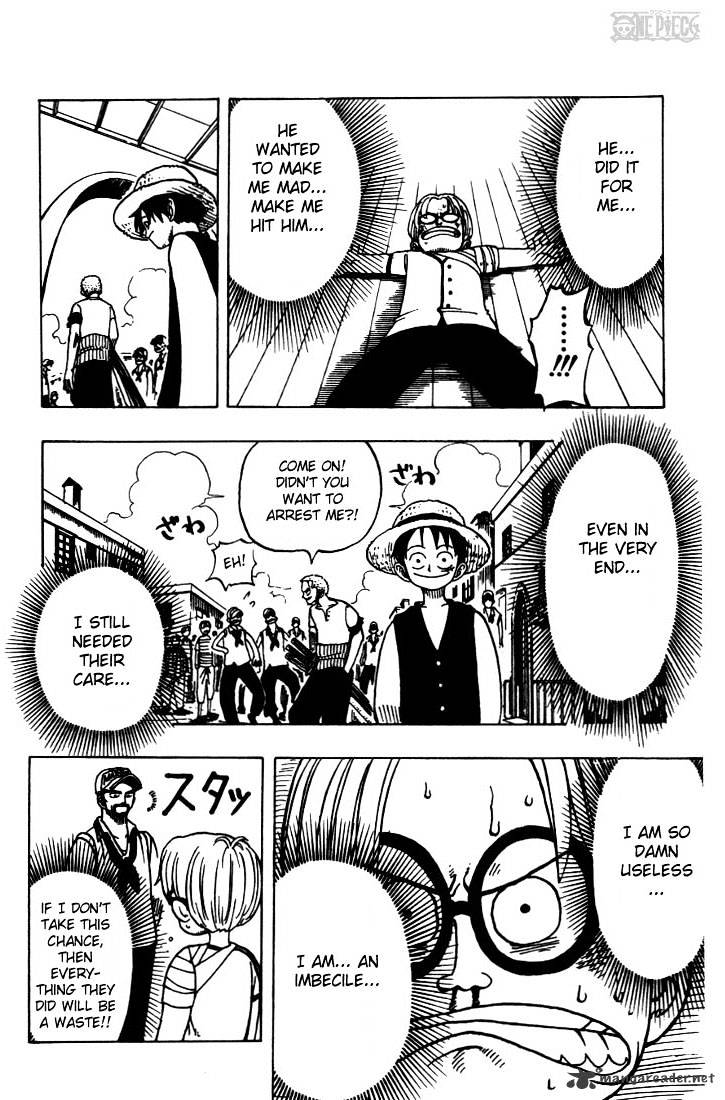 ONE PIECE
HE...
DID IT
FOR
ME...
HE
WANTED
TO MAKE
ME MAD...
MAKE ME
HIT HIM...
......!!!
EVEN IN
THE VERY
END...
COME ON!
DIDN'T YOU
WANT TO
ARREST ME?!
ざわ
EH!
ざわ
I STILL
NEEDED
THEIR
CARE...
I AM SO
DAMN
USELESS
...
I AM... AN
IMBECILE...
スタッ
IF I DON'T
TAKE THIS
CHANCE,
THEN
EVERY-
THING THEY
DID WILL BE
A WASTE!!
mangareader.net